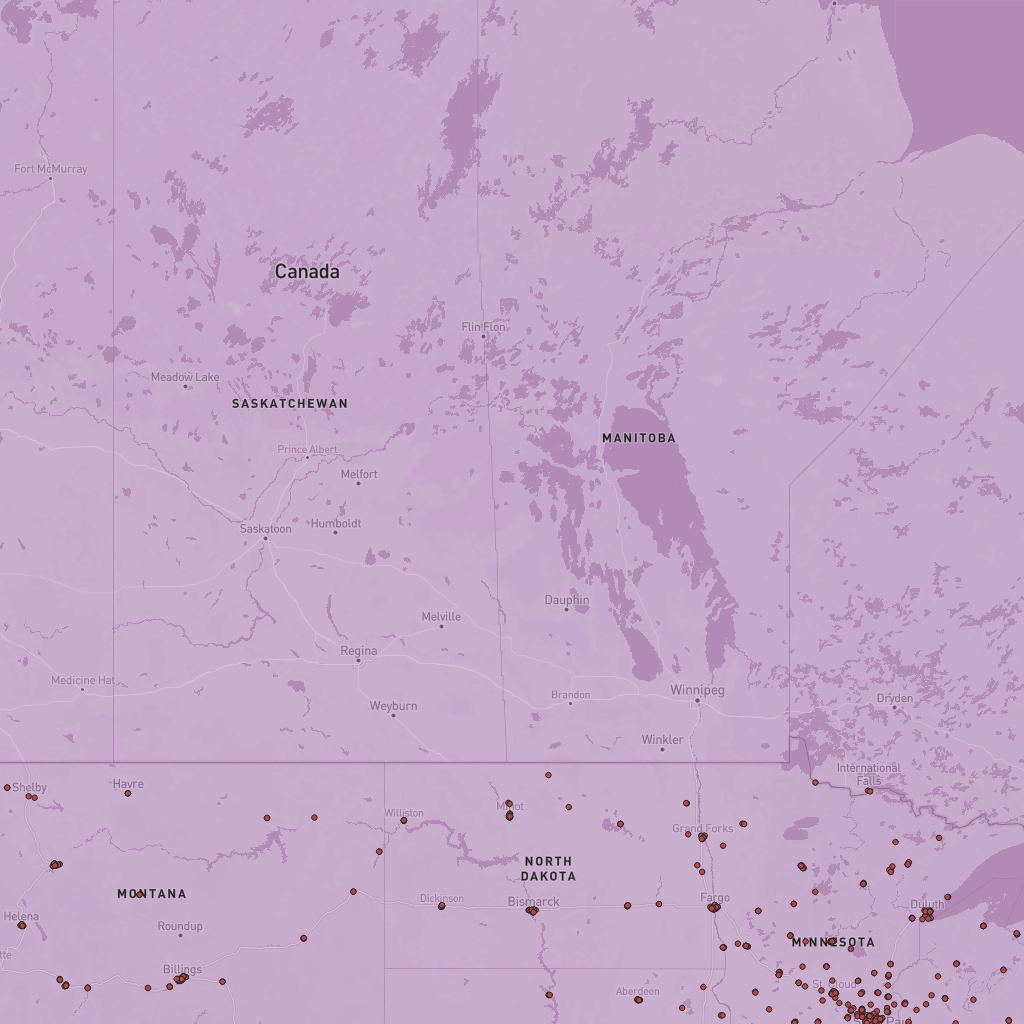 Fort McMurray
Canada
Flin Flon
Meadow Lake
SASKATCHEWAN
MANITOBA
Prince Albert
Melfort
Humboldt
Saskatoon
Dauphin
Melville
Regina
Medicine Hat
Winnipeg
Brandon
Dryden
Weyburn
Winkler
International
Falls
Havre
Shelby
Minot
Williston
Grand Forks
NORTH
DAKOTA
MONTANA
Dickinson
Bismarck
Fargo
Duluth
Helena
Roundup
MINNESOTA
Billings
St. Cloud
Aberdeen